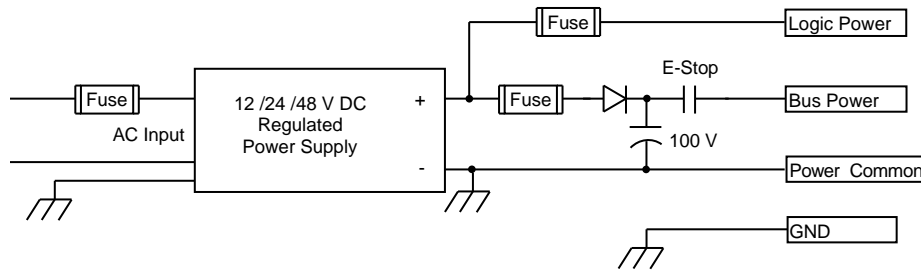 Fuse
Logic Power
E-Stop
Fuse
12 /24 /48 V DC
Regulated
Power Supply
+
Fuse
Bus Power
AC Input
100 V
-
Power Common
GND